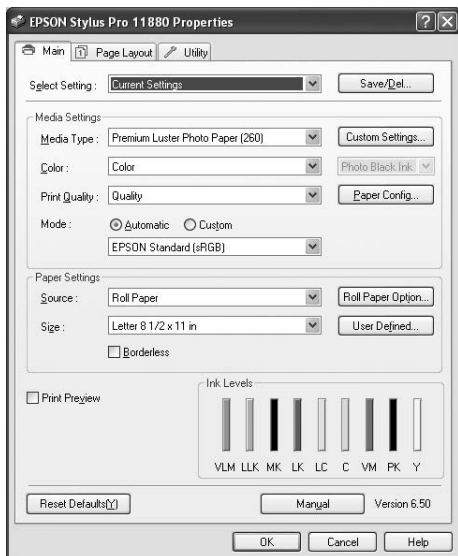 EPSON Stylus Pro 11880 Properties
Main Page Layout Utility
Select Setting : Current Settings Save/Del...
Media Settings
Media Type : Premium Luster Photo Paper (260) Custom Settings...
Color : Color Photo Black Ink
Print Quality : Quality Paper Config...
Mode : Automatic Custom
EPSON Standard (sRGB)
Paper Settings
Source : Roll Paper Roll Paper Option...
Size : Letter 8 1/2 x 11 in User Defined...
Borderless
Print Preview
Ink Levels
VLM LLK MK LK LC C VM PK Y
Reset Defaults(Y) Manual Version 6.50
OK Cancel Help